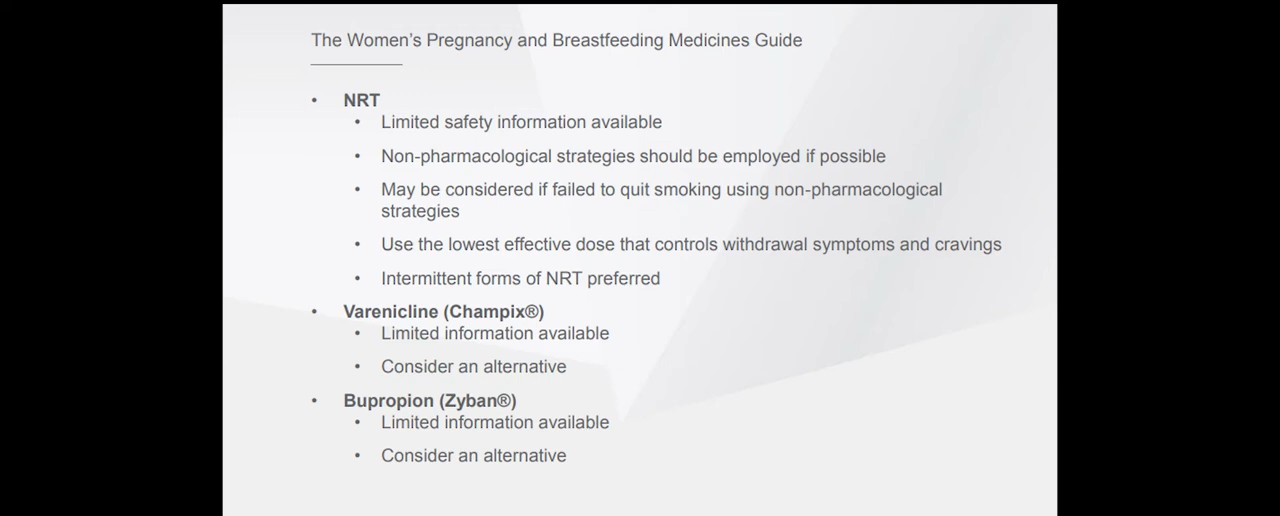 The Women's Pregnancy and Breastfeeding Medicines Guide
• NRT
• Limited safety information available
• Non-pharmacological strategies should be employed if possible
• May be considered if failed to quit smoking using non-pharmacological
strategies
• Use the lowest effective dose that controls withdrawal symptoms and cravings
• Intermittent forms of NRT preferred
• Varenicline (Champix®)
• Limited information available
• Consider an alternative
• Bupropion (Zyban®)
• Limited information available
• Consider an alternative